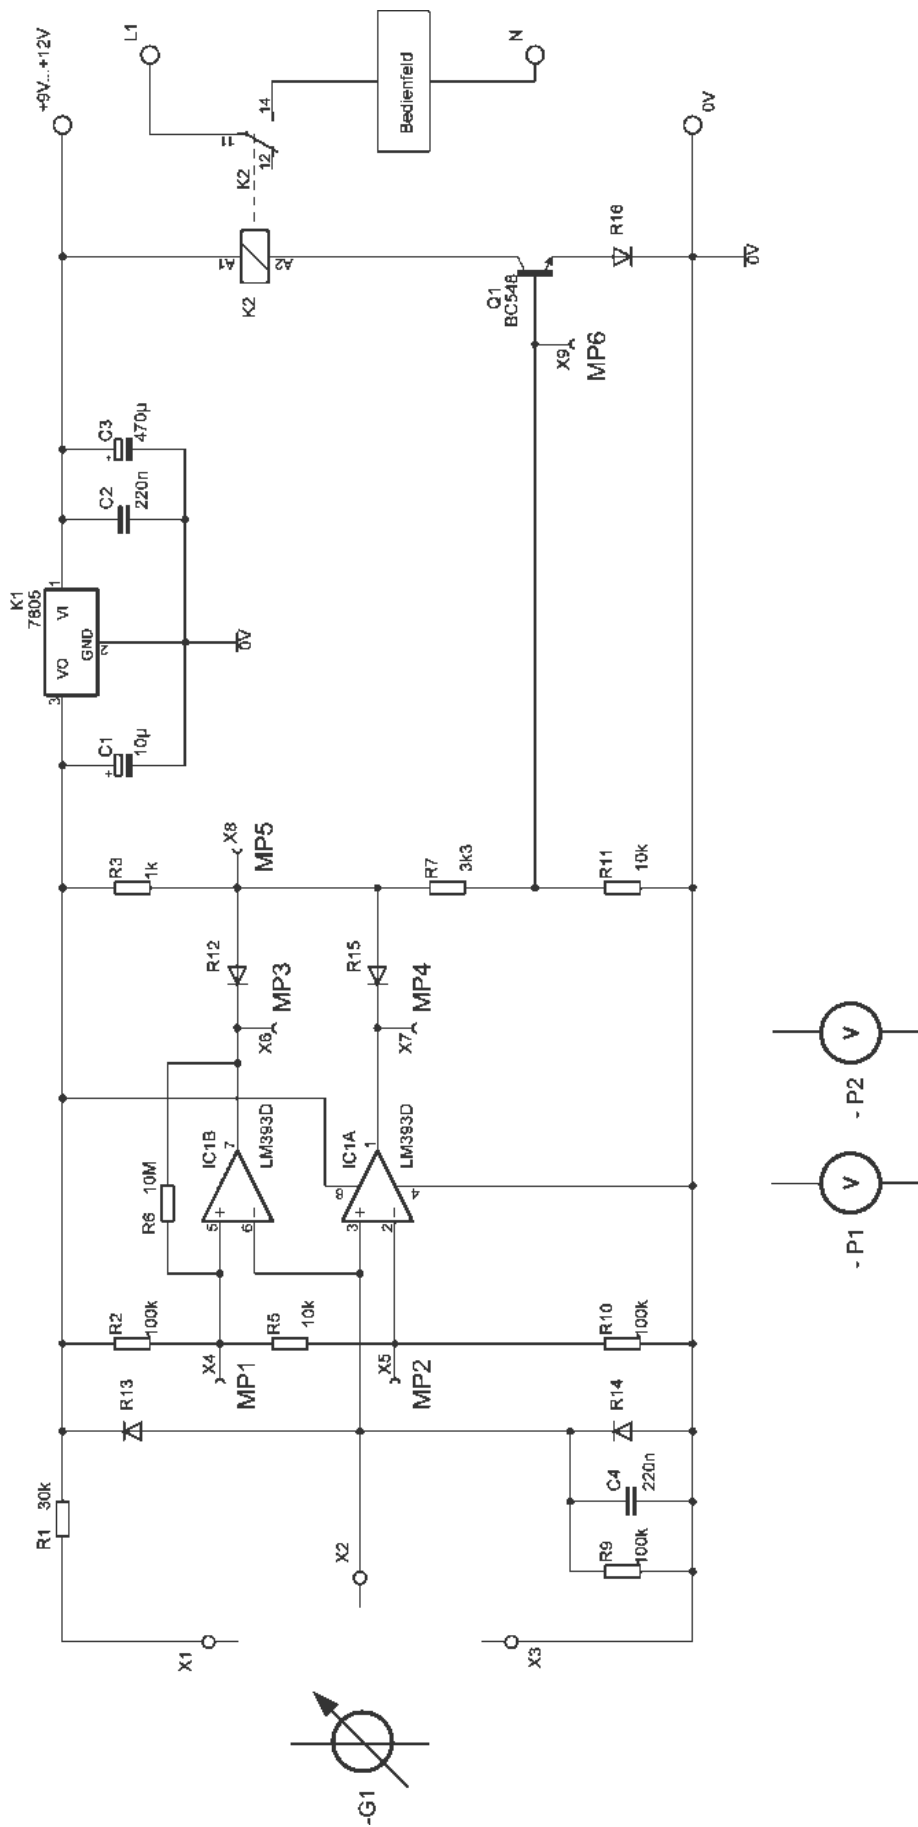 +9V...+12V
L1
N
0V
11
12
14
K2
Bedienfeld
A1
A2
K2
Q1
BC548
R16
0V
X9
MP6
C3
+
470µ
C2
220n
K1
7805
1
VI
VO
3
GND
2
0V
C1
+
10µ
R3
1k
X8
MP5
R7
3k3
R11
10k
R12
MP3
X6
R15
MP4
X7
R6
10M
IC1B
7
LM393D
5
+
6
-
IC1A
1
LM393D
8
4
3
+
2
-
R2
100k
R5
10k
R10
100k
X4
MP1
X5
MP2
R13
R14
R1
30k
C4
220n
R9
100k
X2
X1
X3
-G1
V
- P2
V
- P1